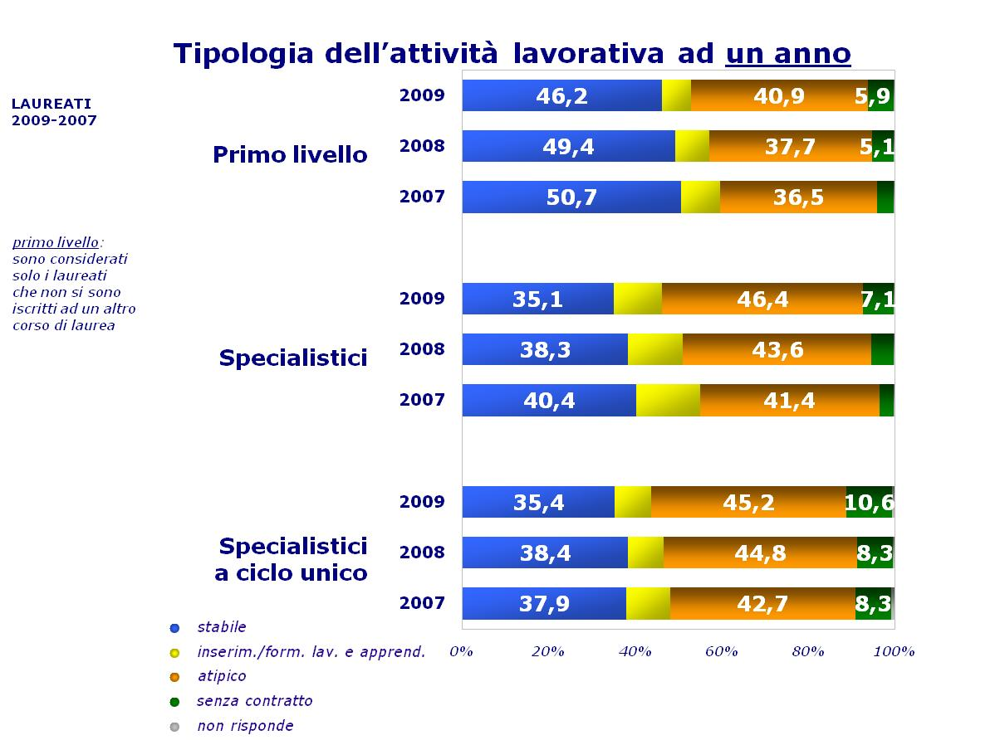 Tipologia dell’attività lavorativa ad un anno
LAUREATI
2009-2007
primo livello:
sono considerati
solo i laureati
che non si sono
iscritti ad un altro
corso di laurea
Primo livello
2009 46,2 40,9 5,9
2008 49,4 37,7 5,1
2007 50,7 36,5
Specialistici
2009 35,1 46,4 7,1
2008 38,3 43,6
2007 40,4 41,4
Specialistici
a ciclo unico
2009 35,4 45,2 10,6
2008 38,4 44,8 8,3
2007 37,9 42,7 8,3
0% 20% 40% 60% 80% 100%
stabile
inserim./form. lav. e apprend.
atipico
senza contratto
non risponde